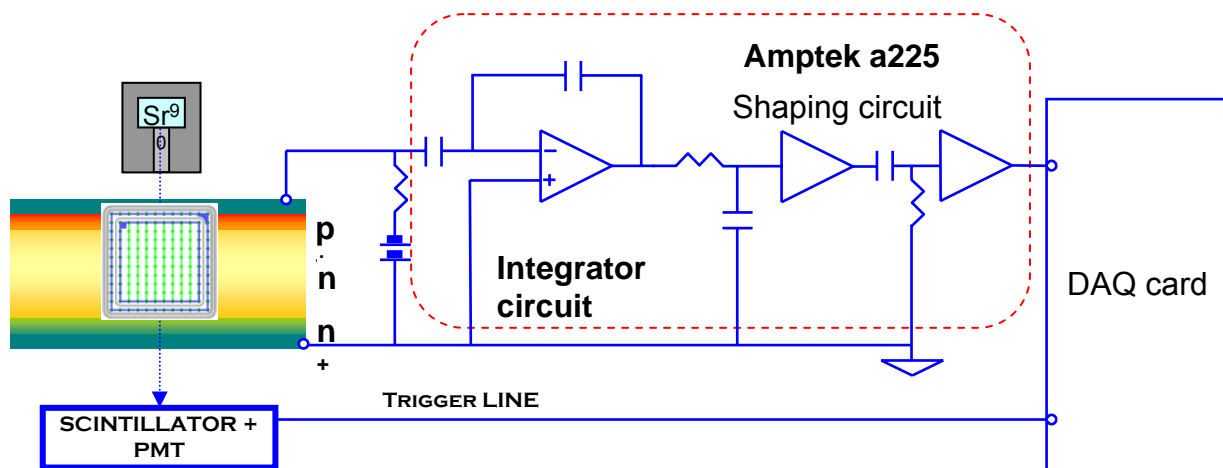 Amptek a225
Shaping circuit
Sr9
0
p
.
n
n
+
Integrator
circuit
DAQ card
TRIGGER LINE
SCINTILLATOR +
PMT
−
+